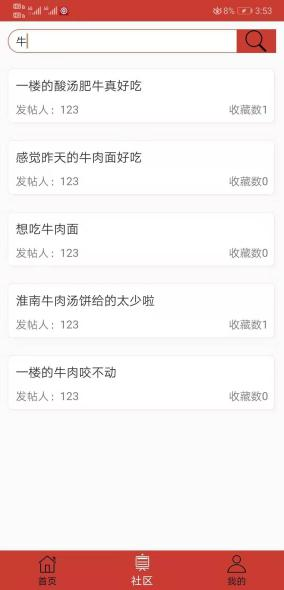 8% 3:53
牛
一楼的酸汤肥牛真好吃
发帖人：123 收藏数1
感觉昨天的牛肉面好吃
发帖人：123 收藏数0
想吃牛肉面
发帖人：123 收藏数0
淮南牛肉汤饼给的太少啦
发帖人：123 收藏数1
一楼的牛肉咬不动
发帖人：123 收藏数0
首页 社区 我的